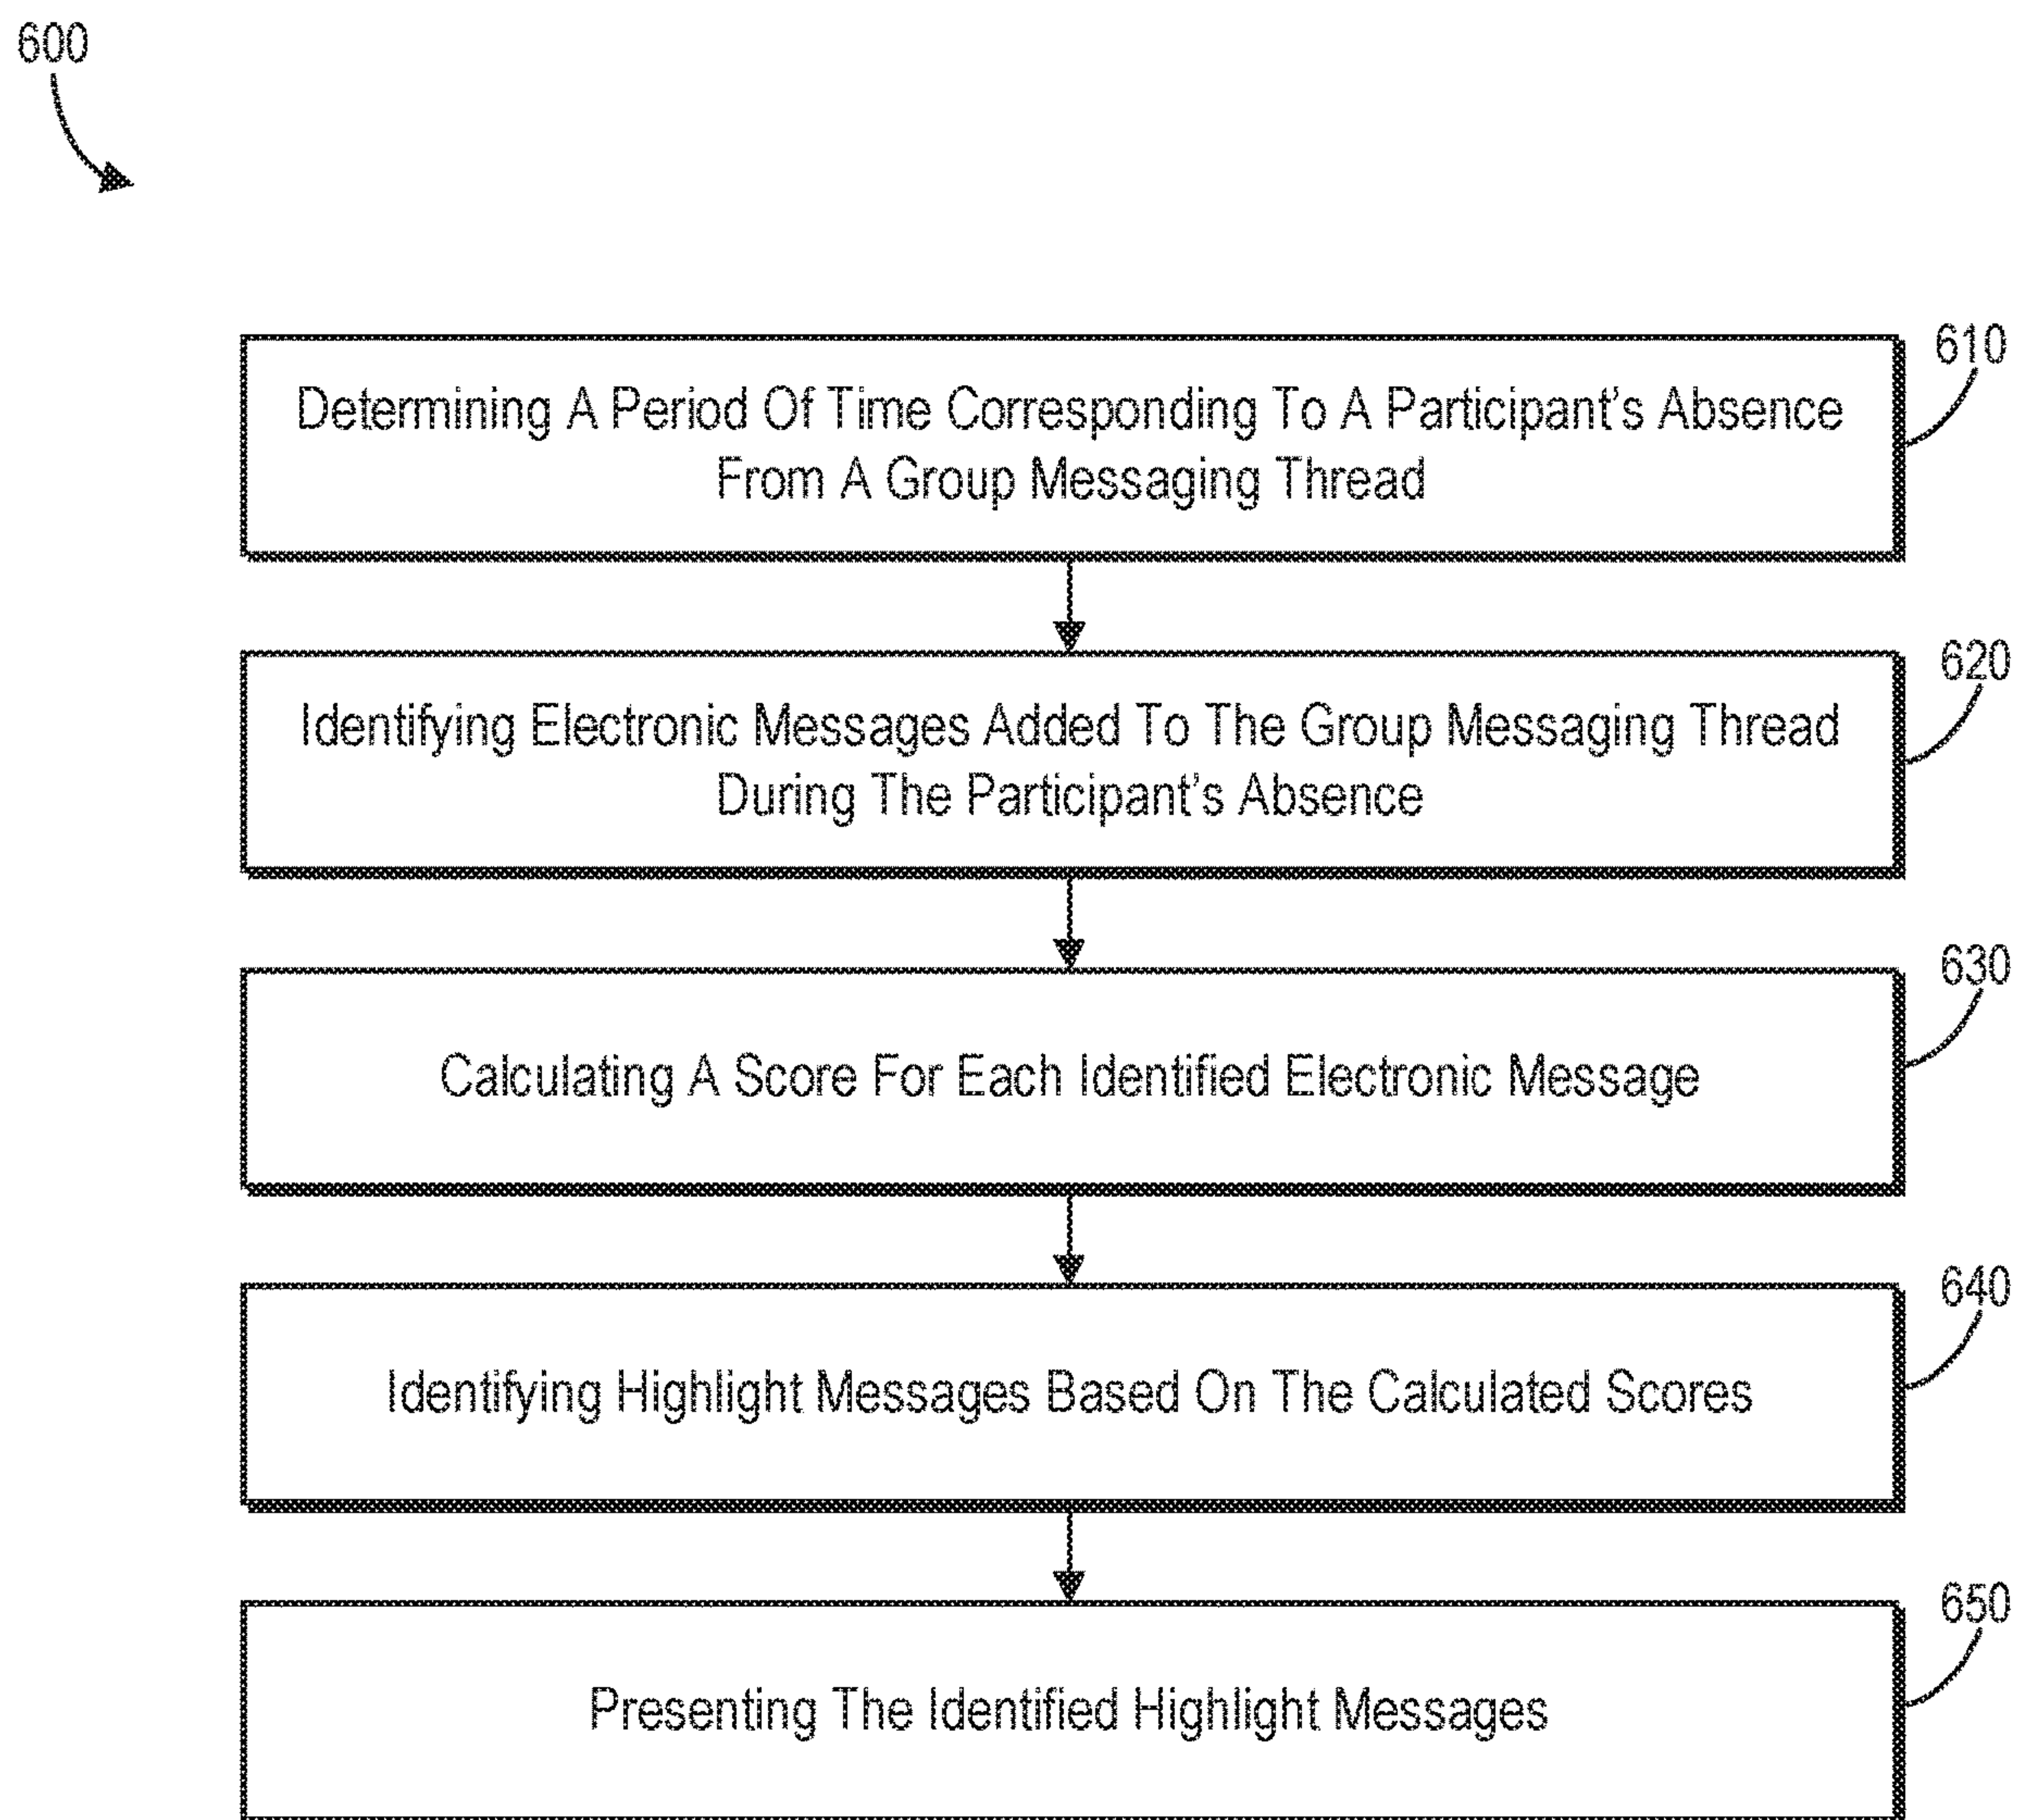 600
610
Determining A Period Of Time Corresponding To A Participant's Absence
From A Group Messaging Thread
620
Identifying Electronic Messages Added To The Group Messaging Thread
During The Participant's Absence
630
Calculating A Score For Each Identified Electronic Message
640
Identifying Highlight Messages Based On The Calculated Scores
650
Presenting The Identified Highlight Messages